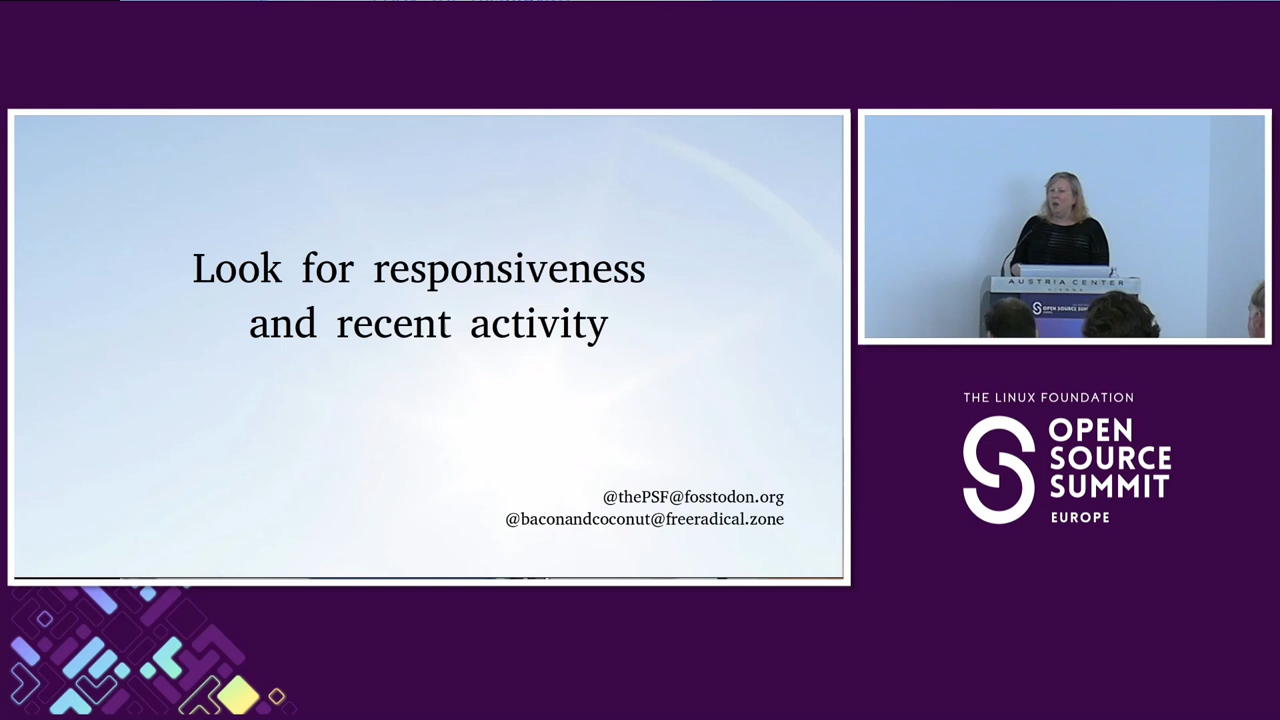 Look for responsiveness
and recent activity
@thePSF@fosstodon.org
@baconandcoconut@freeradical.zone
AUSTRIA CENTER
OPEN SOURCE SUMMIT
THE LINUX FOUNDATION
OPEN
SOURCE
SUMMIT
EUROPE